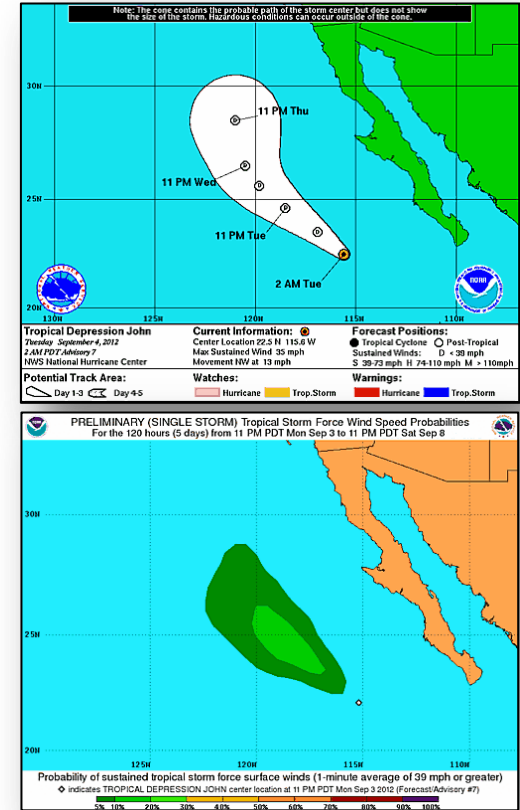 Note: The cone contains the probable path of the storm center but does not show
the size of the storm. Hazardous conditions can occur outside of the cone.
30N
11 PM Thu
11 PM Wed
25N
11 PM Tue
2 AM Tue
NOAA
20N
130W 125W 120W 115W 110W
Tropical Depression John
Tuesday September 4, 2012
2 AM PDT Advisory 7
NWS National Hurricane Center
Current Information:
Center Location 22.5 N 115.6 W
Max Sustained Wind 35 mph
Movement NW at 13 mph
Forecast Positions:
Tropical Cyclone Post-Tropical
Sustained Winds: D < 39 mph
S 39-73 mph H 74-110 mph M > 110mph
Potential Track Area:
Day 1-3 Day 4-5
Watches:
Hurricane Trop.Storm
Warnings:
Hurricane Trop.Storm
PRELIMINARY (SINGLE STORM) Tropical Storm Force Wind Speed Probabilities
For the 120 hours (5 days) from 11 PM PDT Mon Sep 3 to 11 PM PDT Sat Sep 8
30N
25N
20N
125W 120W 115W 110W
Probability of sustained tropical storm force surface winds (1-minute average of 39 mph or greater)
indicates TROPICAL DEPRESSION JOHN center location at 11 PM PDT Mon Sep 3 2012 (Forecast/Advisory #7)
5% 10% 20% 30% 40% 50% 60% 70% 80% 90% 100%